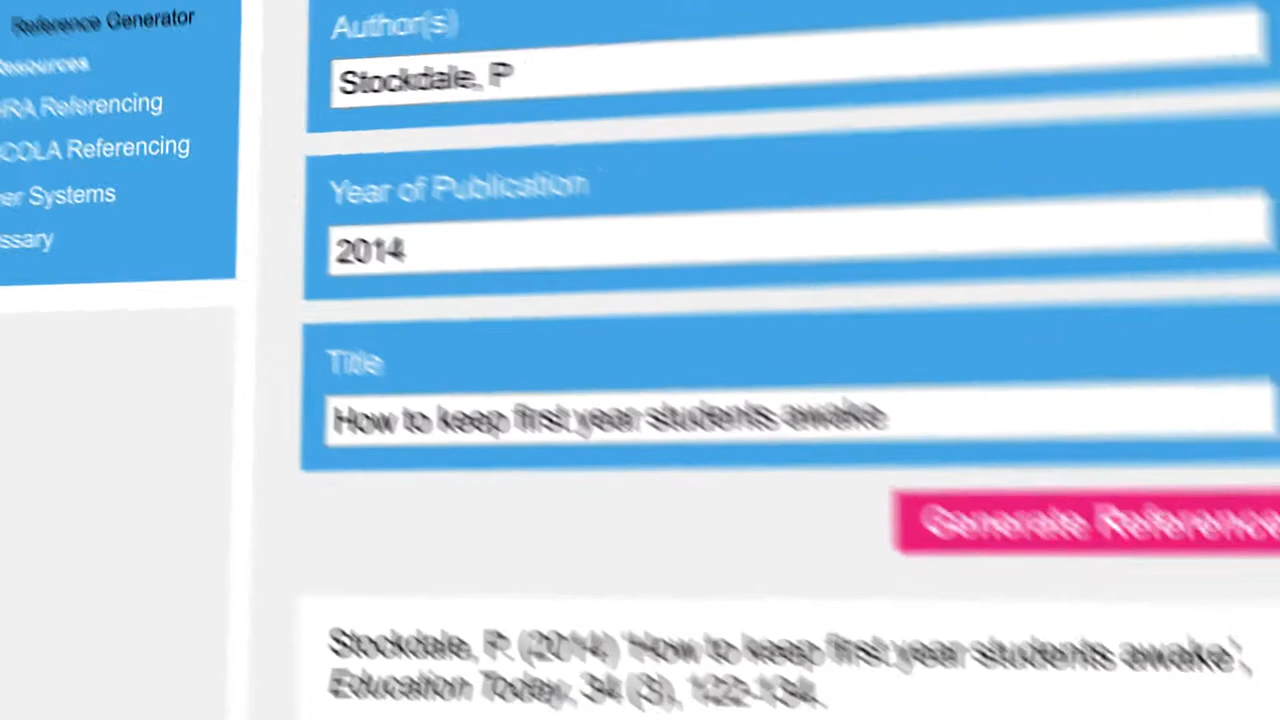 Reference Generator
Resources
HRA Referencing
OSCOLA Referencing
er Systems
ssary
Author(s)
Stockdale, P
Year of Publication
2014
Title
How to keep first year students awake
Generate Reference
Stockdale, P. (2014) 'How to keep first year students awake',
Education Today, 34 (3), 122-134.